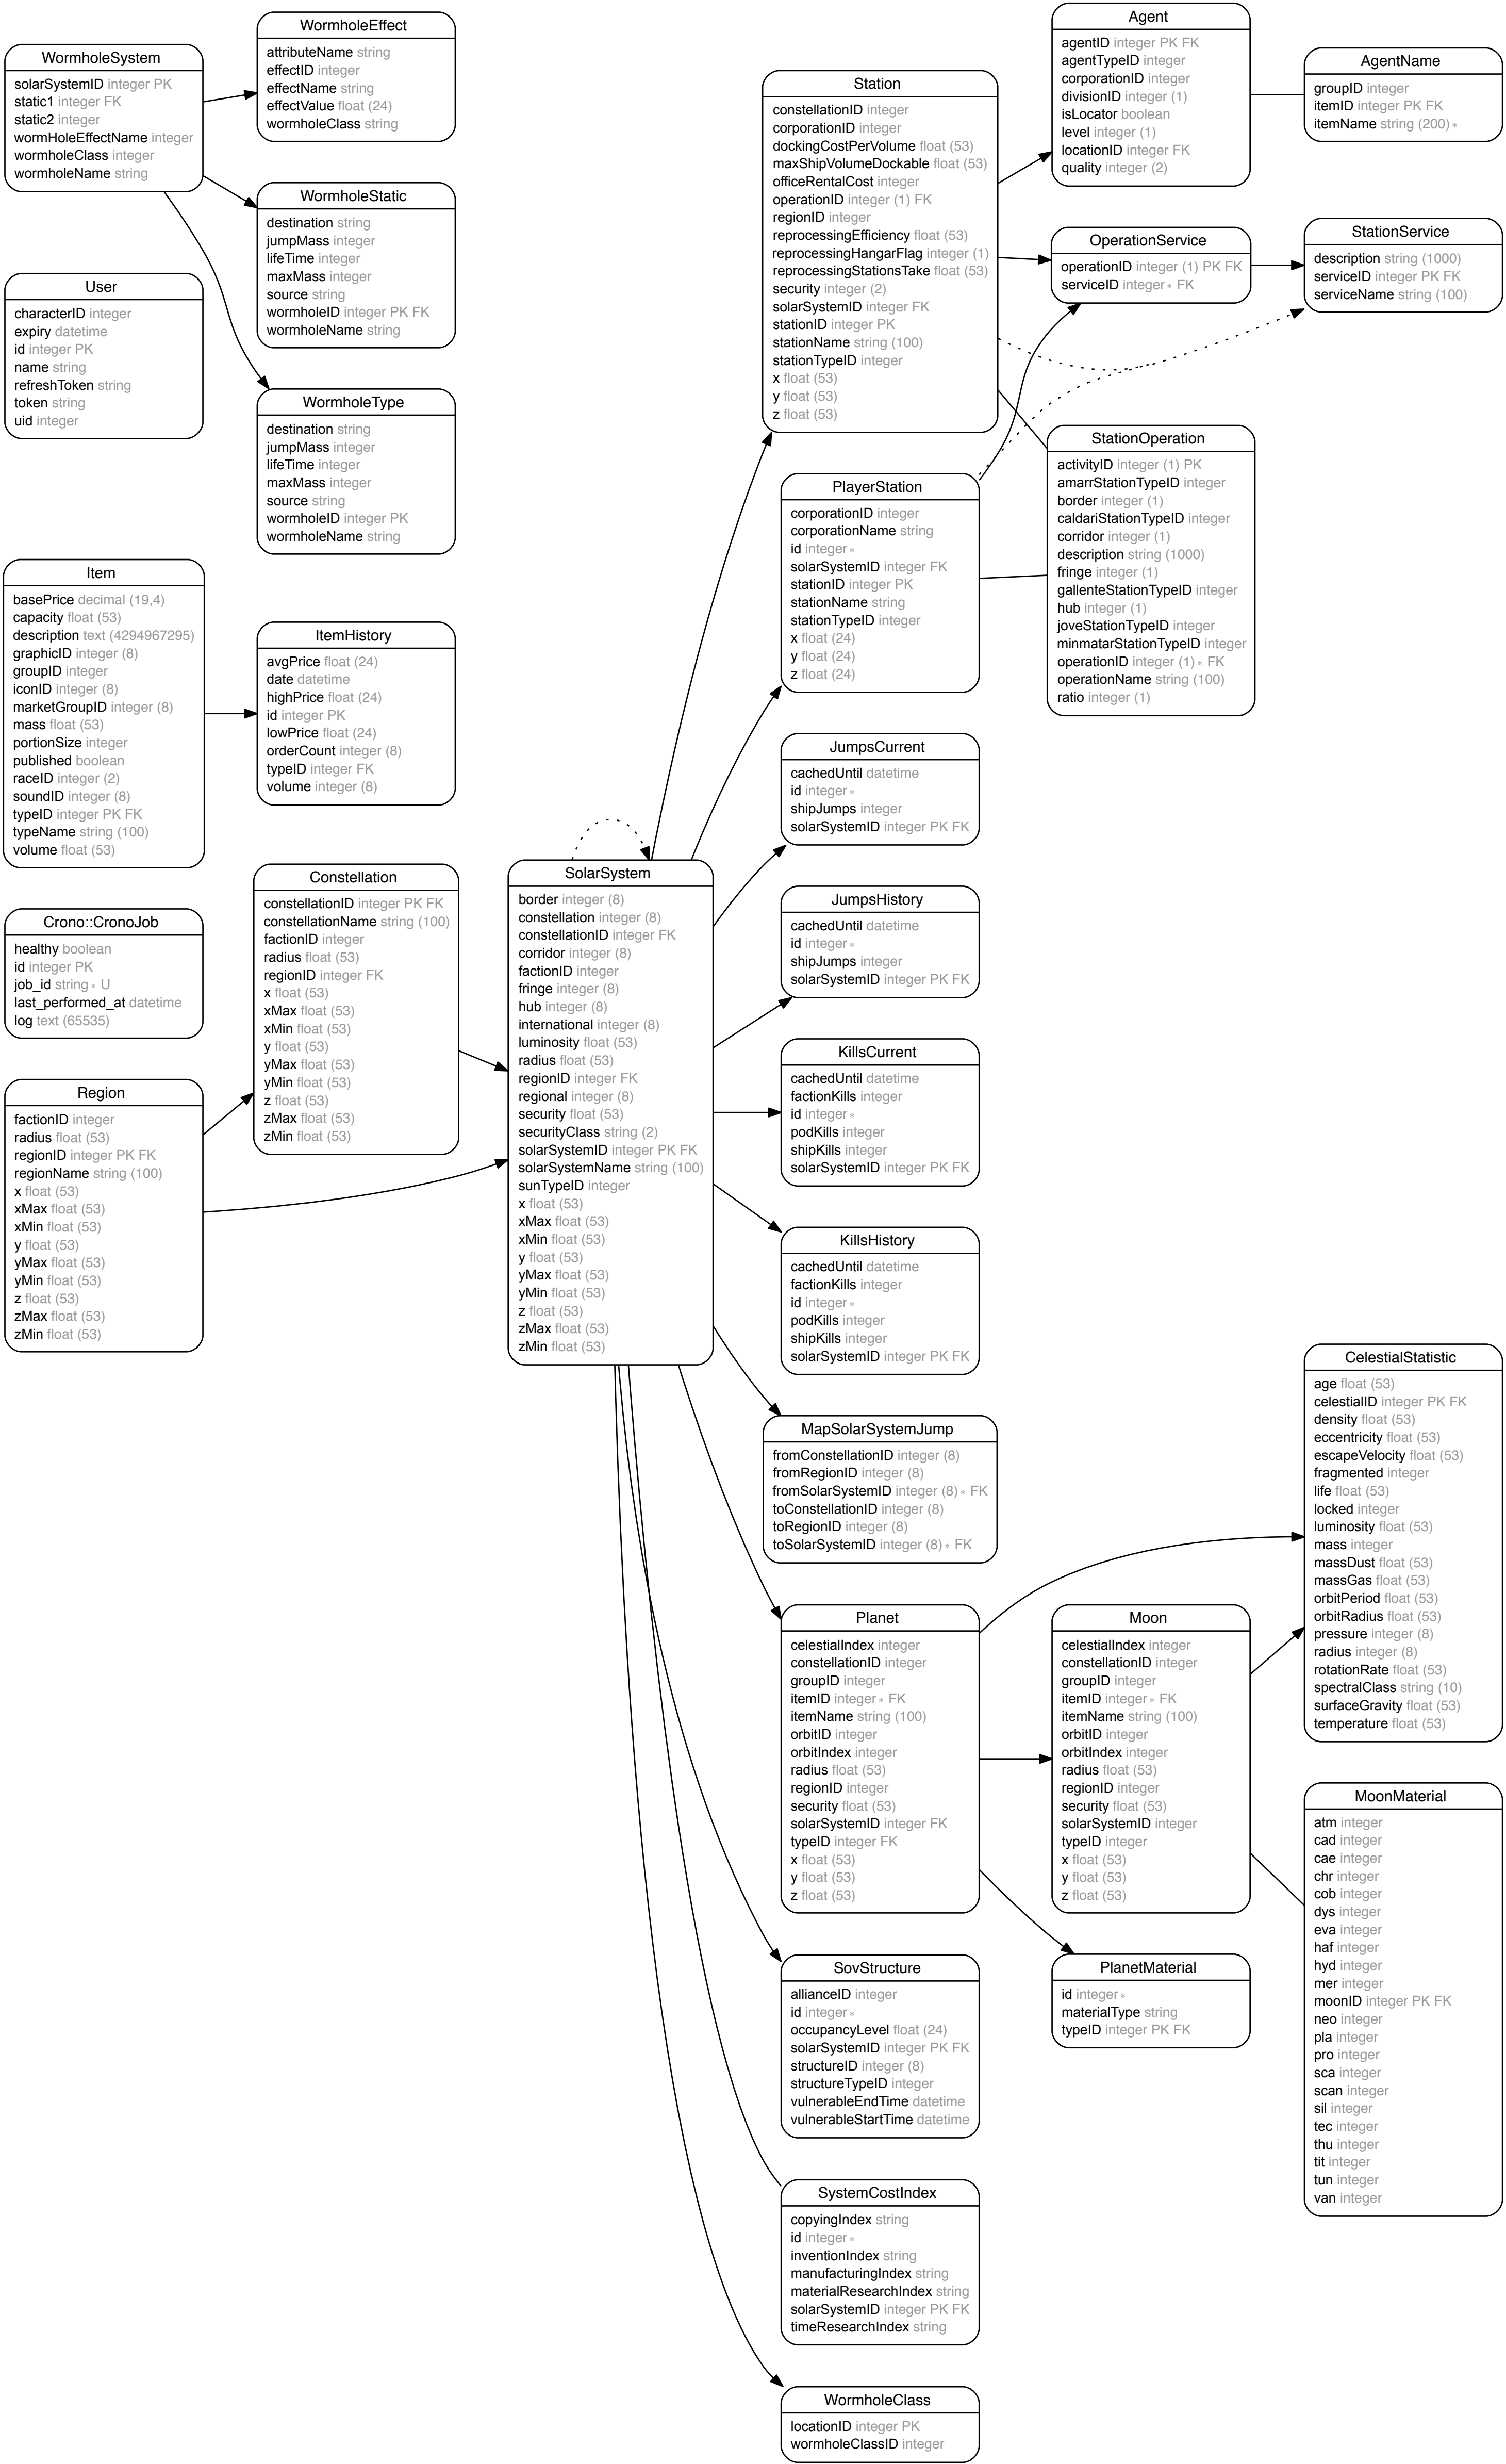 WormholeSystem
solarSystemID integer PK
static1 integer FK
static2 integer
wormHoleEffectName integer
wormholeClass integer
wormholeName string
WormholeEffect
attributeName string
effectID integer
effectName string
effectValue float (24)
wormholeClass string
WormholeStatic
destination string
jumpMass integer
lifeTime integer
maxMass integer
source string
wormholeID integer PK FK
wormholeName string
User
characterID integer
expiry datetime
id integer PK
name string
refreshToken string
token string
uid integer
WormholeType
destination string
jumpMass integer
lifeTime integer
maxMass integer
source string
wormholeID integer PK
wormholeName string
Item
basePrice decimal (19,4)
capacity float (53)
description text (4294967295)
graphicID integer (8)
groupID integer
iconID integer (8)
marketGroupID integer (8)
mass float (53)
portionSize integer
published boolean
raceID integer (2)
soundID integer (8)
typeID integer PK FK
typeName string (100)
volume float (53)
ItemHistory
avgPrice float (24)
date datetime
highPrice float (24)
id integer PK
lowPrice float (24)
orderCount integer (8)
typeID integer FK
volume integer (8)
Crono::CronoJob
healthy boolean
id integer PK
job_id string∗ U
last_performed_at datetime
log text (65535)
Constellation
constellationID integer PK FK
constellationName string (100)
factionID integer
radius float (53)
regionID integer FK
x float (53)
xMax float (53)
xMin float (53)
y float (53)
yMax float (53)
yMin float (53)
z float (53)
zMax float (53)
zMin float (53)
Region
factionID integer
radius float (53)
regionID integer PK FK
regionName string (100)
x float (53)
xMax float (53)
xMin float (53)
y float (53)
yMax float (53)
yMin float (53)
z float (53)
zMax float (53)
zMin float (53)
SolarSystem
border integer (8)
constellation integer (8)
constellationID integer FK
corridor integer (8)
factionID integer
fringe integer (8)
hub integer (8)
international integer (8)
luminosity float (53)
radius float (53)
regionID integer FK
regional integer (8)
security float (53)
securityClass string (2)
solarSystemID integer PK FK
solarSystemName string (100)
sunTypeID integer
x float (53)
xMax float (53)
xMin float (53)
y float (53)
yMax float (53)
yMin float (53)
z float (53)
zMax float (53)
zMin float (53)
Station
constellationID integer
corporationID integer
dockingCostPerVolume float (53)
maxShipVolumeDockable float (53)
officeRentalCost integer
operationID integer (1) FK
regionID integer
reprocessingEfficiency float (53)
reprocessingHangarFlag integer (1)
reprocessingStationsTake float (53)
security integer (2)
solarSystemID integer FK
stationID integer PK
stationName string (100)
stationTypeID integer
x float (53)
y float (53)
z float (53)
Agent
agentID integer PK FK
agentTypeID integer
corporationID integer
divisionID integer (1)
isLocator boolean
level integer (1)
locationID integer FK
quality integer (2)
AgentName
groupID integer
itemID integer PK FK
itemName string (200)∗
OperationService
operationID integer (1) PK FK
serviceID integer∗ FK
StationService
description string (1000)
serviceID integer PK FK
serviceName string (100)
PlayerStation
corporationID integer
corporationName string
id integer∗
solarSystemID integer FK
stationID integer PK
stationName string
stationTypeID integer
x float (24)
y float (24)
z float (24)
StationOperation
activityID integer (1) PK
amarrStationTypeID integer
border integer (1)
caldariStationTypeID integer
corridor integer (1)
description string (1000)
fringe integer (1)
gallenteStationTypeID integer
hub integer (1)
joveStationTypeID integer
minmatarStationTypeID integer
operationID integer (1)∗ FK
operationName string (100)
ratio integer (1)
JumpsCurrent
cachedUntil datetime
id integer∗
shipJumps integer
solarSystemID integer PK FK
JumpsHistory
cachedUntil datetime
id integer∗
shipJumps integer
solarSystemID integer PK FK
KillsCurrent
cachedUntil datetime
factionKills integer
id integer∗
podKills integer
shipKills integer
solarSystemID integer PK FK
KillsHistory
cachedUntil datetime
factionKills integer
id integer∗
podKills integer
shipKills integer
solarSystemID integer PK FK
MapSolarSystemJump
fromConstellationID integer (8)
fromRegionID integer (8)
fromSolarSystemID integer (8)∗ FK
toConstellationID integer (8)
toRegionID integer (8)
toSolarSystemID integer (8)∗ FK
Planet
celestialIndex integer
constellationID integer
groupID integer
itemID integer∗ FK
itemName string (100)
orbitID integer
orbitIndex integer
radius float (53)
regionID integer
security float (53)
solarSystemID integer FK
typeID integer FK
x float (53)
y float (53)
z float (53)
Moon
celestialIndex integer
constellationID integer
groupID integer
itemID integer∗ FK
itemName string (100)
orbitID integer
orbitIndex integer
radius float (53)
regionID integer
security float (53)
solarSystemID integer
typeID integer
x float (53)
y float (53)
z float (53)
CelestialStatistic
age float (53)
celestialID integer PK FK
density float (53)
eccentricity float (53)
escapeVelocity float (53)
fragmented integer
life float (53)
locked integer
luminosity float (53)
mass integer
massDust float (53)
massGas float (53)
orbitPeriod float (53)
orbitRadius float (53)
pressure integer (8)
radius integer (8)
rotationRate float (53)
spectralClass string (10)
surfaceGravity float (53)
temperature float (53)
MoonMaterial
atm integer
cad integer
cae integer
chr integer
cob integer
dys integer
eva integer
haf integer
hyd integer
mer integer
moonID integer PK FK
neo integer
pla integer
pro integer
sca integer
scan integer
sil integer
tec integer
thu integer
tit integer
tun integer
van integer
SovStructure
allianceID integer
id integer∗
occupancyLevel float (24)
solarSystemID integer PK FK
structureID integer (8)
structureTypeID integer
vulnerableEndTime datetime
vulnerableStartTime datetime
PlanetMaterial
id integer∗
materialType string
typeID integer PK FK
SystemCostIndex
copyingIndex string
id integer∗
inventionIndex string
manufacturingIndex string
materialResearchIndex string
solarSystemID integer PK FK
timeResearchIndex string
WormholeClass
locationID integer PK
wormholeClassID integer